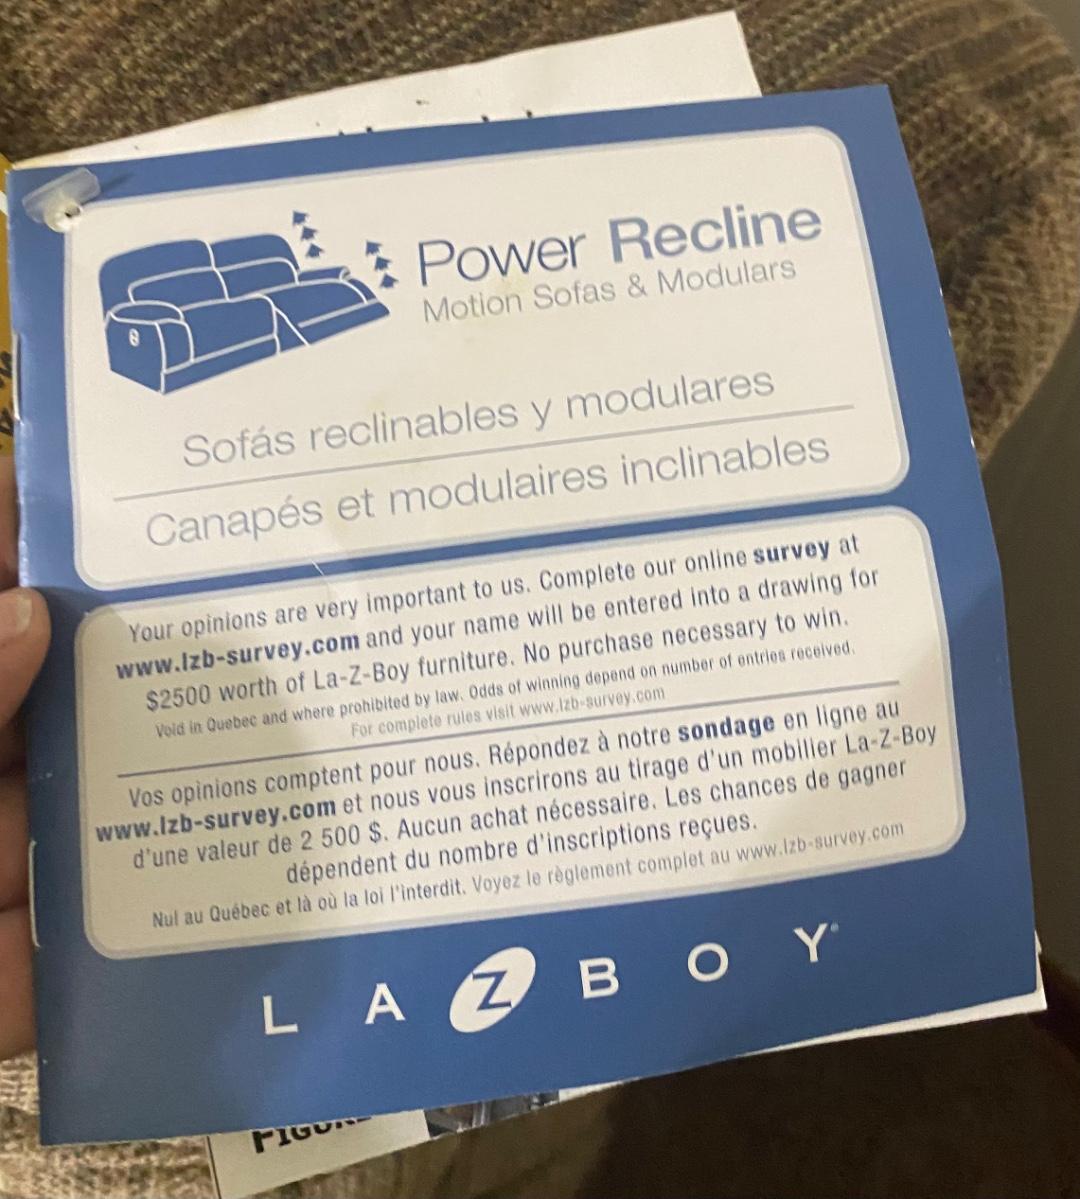 Power Recline
Motion Sofas & Modulars
Sofás reclinables y modulares
Canapés et modulaires inclinables
Your opinions are very important to us. Complete our online survey at
www.lzb-survey.com and your name will be entered into a drawing for
$2500 worth of La-Z-Boy furniture. No purchase necessary to win.
Void in Quebec and where prohibited by law. Odds of winning depend on number of entries received.
For complete rules visit www.lzb-survey.com
Vos opinions comptent pour nous. Répondez à notre sondage en ligne au
www.lzb-survey.com et nous vous inscrirons au tirage d'un mobilier La-Z-Boy
d'une valeur de 2 500 $. Aucun achat nécessaire. Les chances de gagner
dépendent du nombre d'inscriptions reçues.
Nul au Québec et là où la loi l'interdit. Voyez le règlement complet au www.lzb-survey.com
LAZBOY